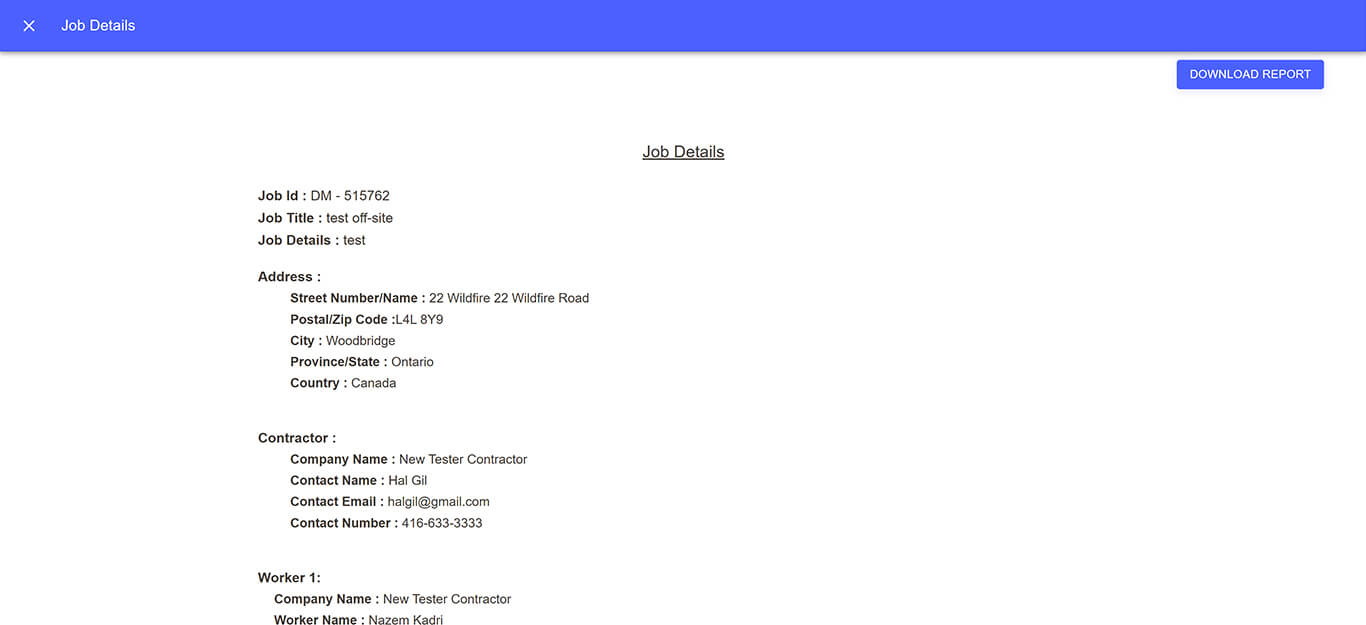 Job Details
DOWNLOAD REPORT
Job Details
Job Id : DM - 515762
Job Title : test off-site
Job Details : test
Address :
Street Number/Name : 22 Wildfire 22 Wildfire Road
Postal/Zip Code :L4L 8Y9
City : Woodbridge
Province/State : Ontario
Country : Canada
Contractor :
Company Name : New Tester Contractor
Contact Name : Hal Gil
Contact Email : halgil@gmail.com
Contact Number : 416-633-3333
Worker 1:
Company Name : New Tester Contractor
Worker Name : Nazem Kadri